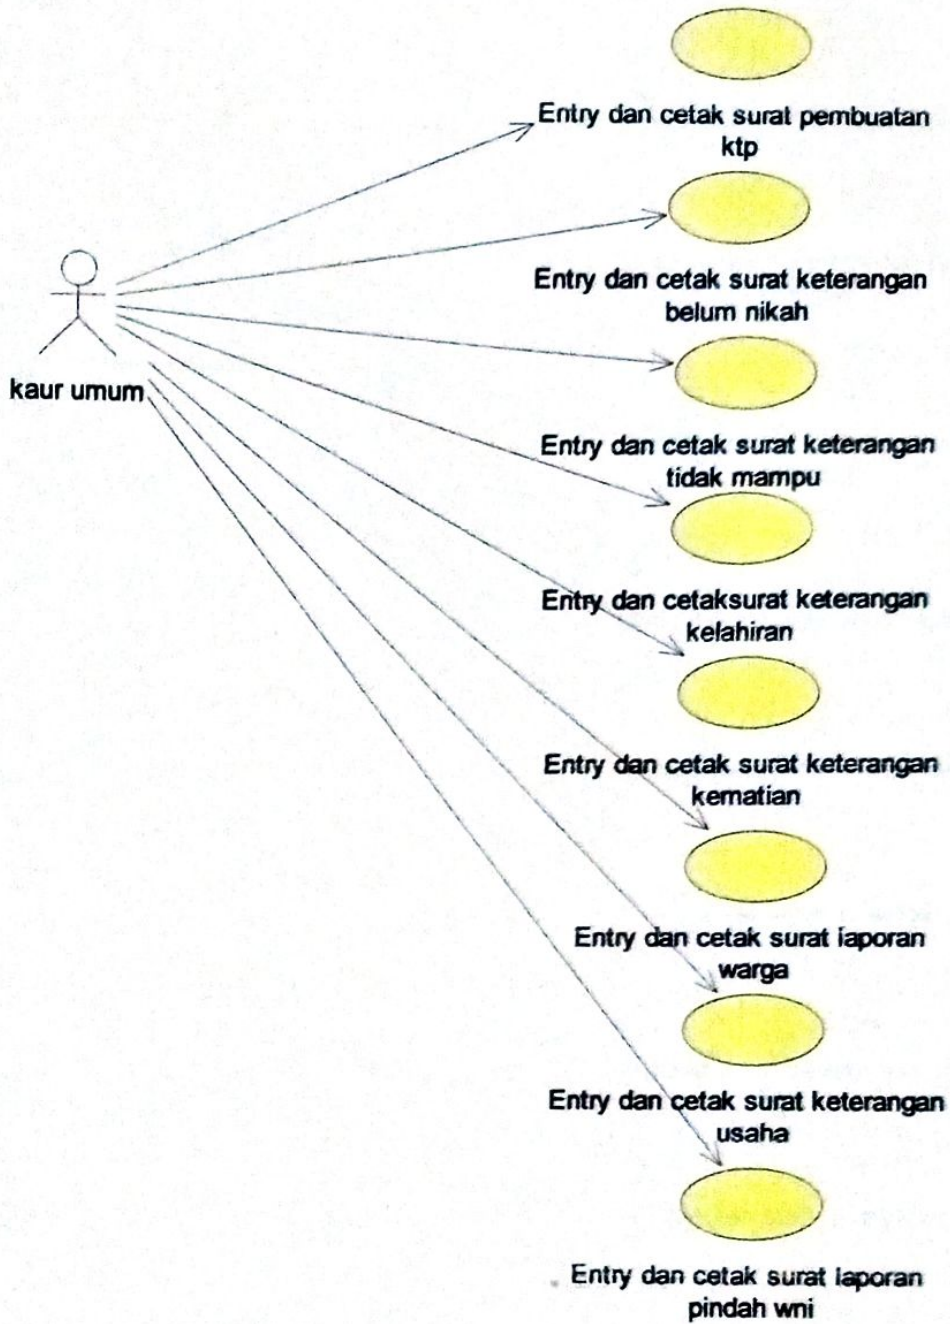 Entry dan cetak surat pembuatan
ktp
Entry dan cetak surat keterangan
belum nikah
kaur umum
Entry dan cetak surat keterangan
tidak mampu
Entry dan cetaksurat keterangan
kelahiran
Entry dan cetak surat keterangan
kematian
Entry dan cetak surat laporan
warga
Entry dan cetak surat keterangan
usaha
Entry dan cetak surat laporan
pindah wni